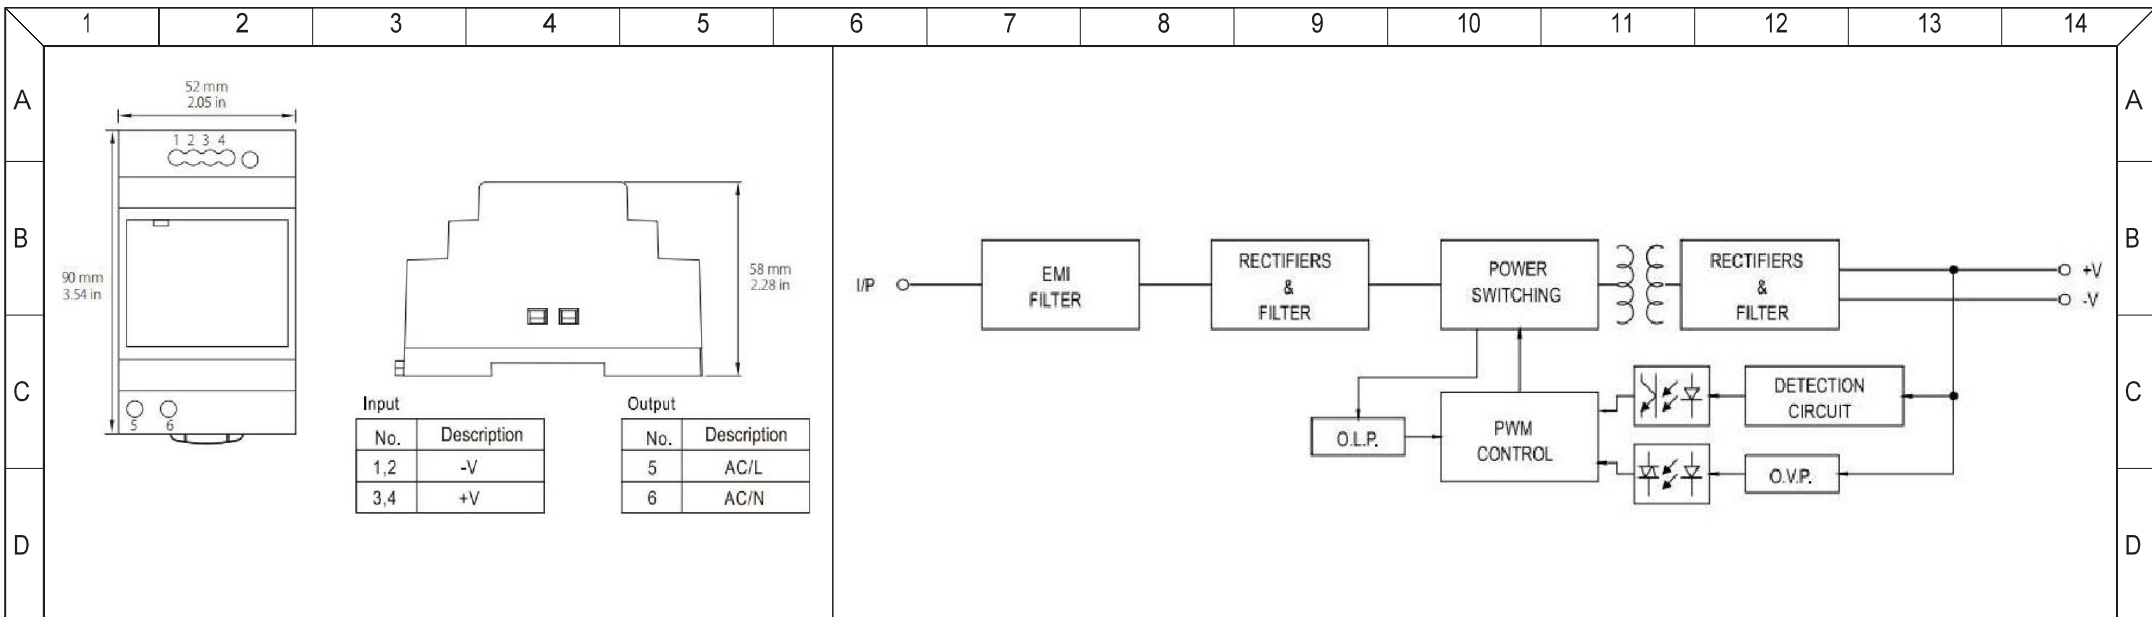 1 2 3 4 5 6 7 8 9 10 11 12 13 14
A
B
C
D
52 mm
2.05 in
1 2 3 4
90 mm
3.54 in
5 6
58 mm
2.28 in
Input
No. Description
1,2 -V
3,4 +V
Output
No. Description
5 AC/L
6 AC/N
I/P
EMI
FILTER
RECTIFIERS
&
FILTER
POWER
SWITCHING
RECTIFIERS
&
FILTER
+V
-V
DETECTION
CIRCUIT
O.L.P.
PWM
CONTROL
O.V.P.
A
B
C
D